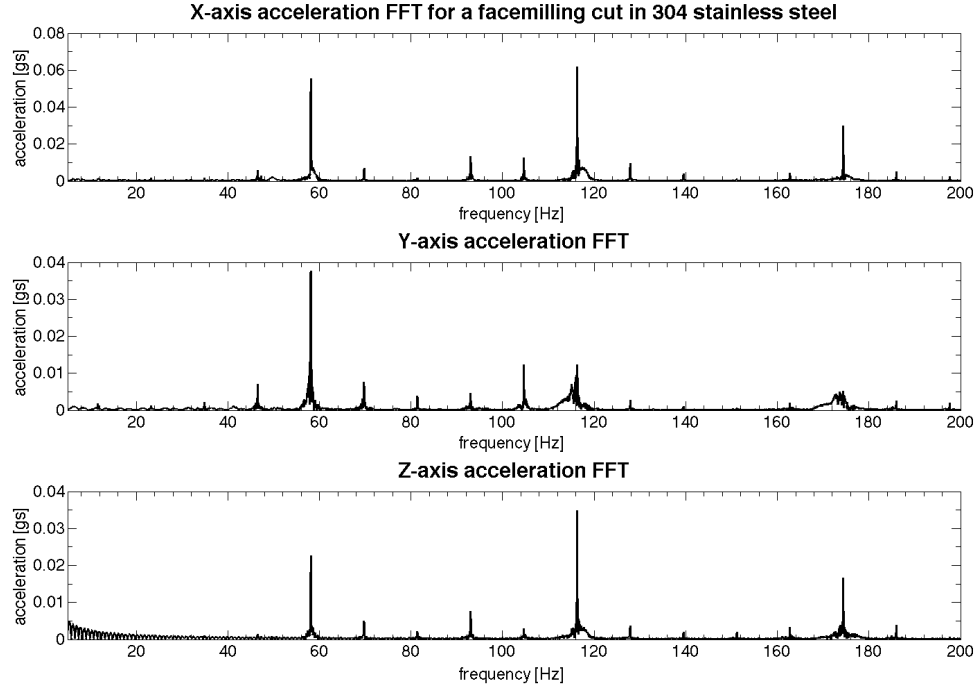 X-axis acceleration FFT for a facemilling cut in 304 stainless steel
acceleration [gs]
0.08
0.06
0.04
0.02
0
20 40 60 80 100 120 140 160 180 200
frequency [Hz]
Y-axis acceleration FFT
acceleration [gs]
0.04
0.03
0.02
0.01
0
20 40 60 80 100 120 140 160 180 200
frequency [Hz]
Z-axis acceleration FFT
acceleration [gs]
0.04
0.03
0.02
0.01
0
20 40 60 80 100 120 140 160 180 200
frequency [Hz]